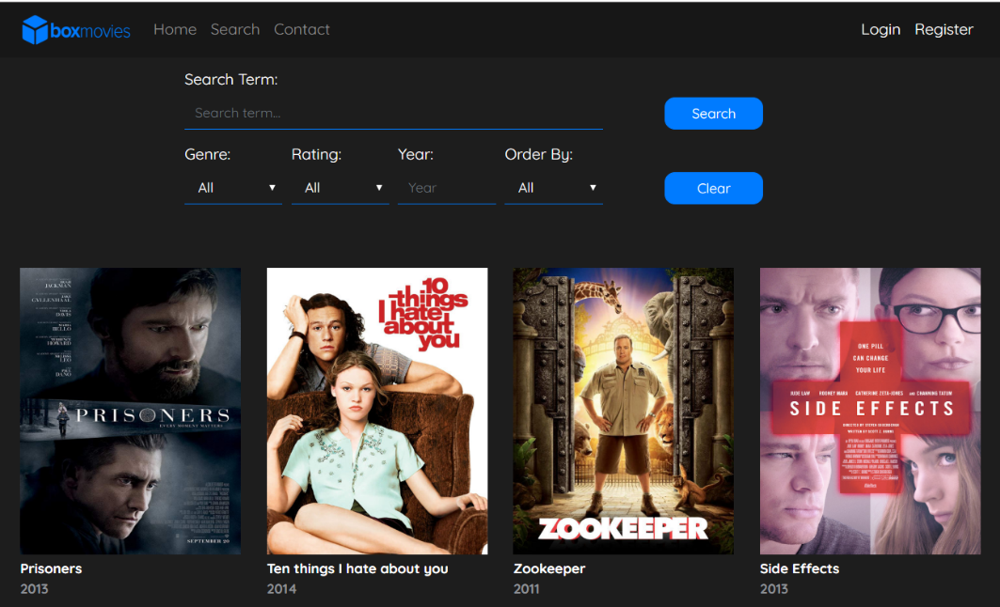 boxmovies Home Search Contact Login Register
Search Term:
Search term...
Search
Genre: Rating: Year: Order By:
All All Year All
Clear
JACKMAN
GYLLENHAAL
DAVIS
BELLO
HOWARD
LEO
DANO
PRISONERS
EVERY MOMENT MATTERS
SEPTEMBER 20
10
things
I hate
about
you
ZOOKEEPER
ONE PILL
CAN CHANGE
YOUR LIFE
JUDE LAW ROONEY MARA CATHERINE ZETA-JONES AND CHANNING TATUM
SIDE EFFECTS
DIRECTED BY STEVEN SODERBERGH
WRITTEN BY SCOTT Z. BURNS
Prisoners
2013
Ten things I hate about you
2014
Zookeeper
2011
Side Effects
2013